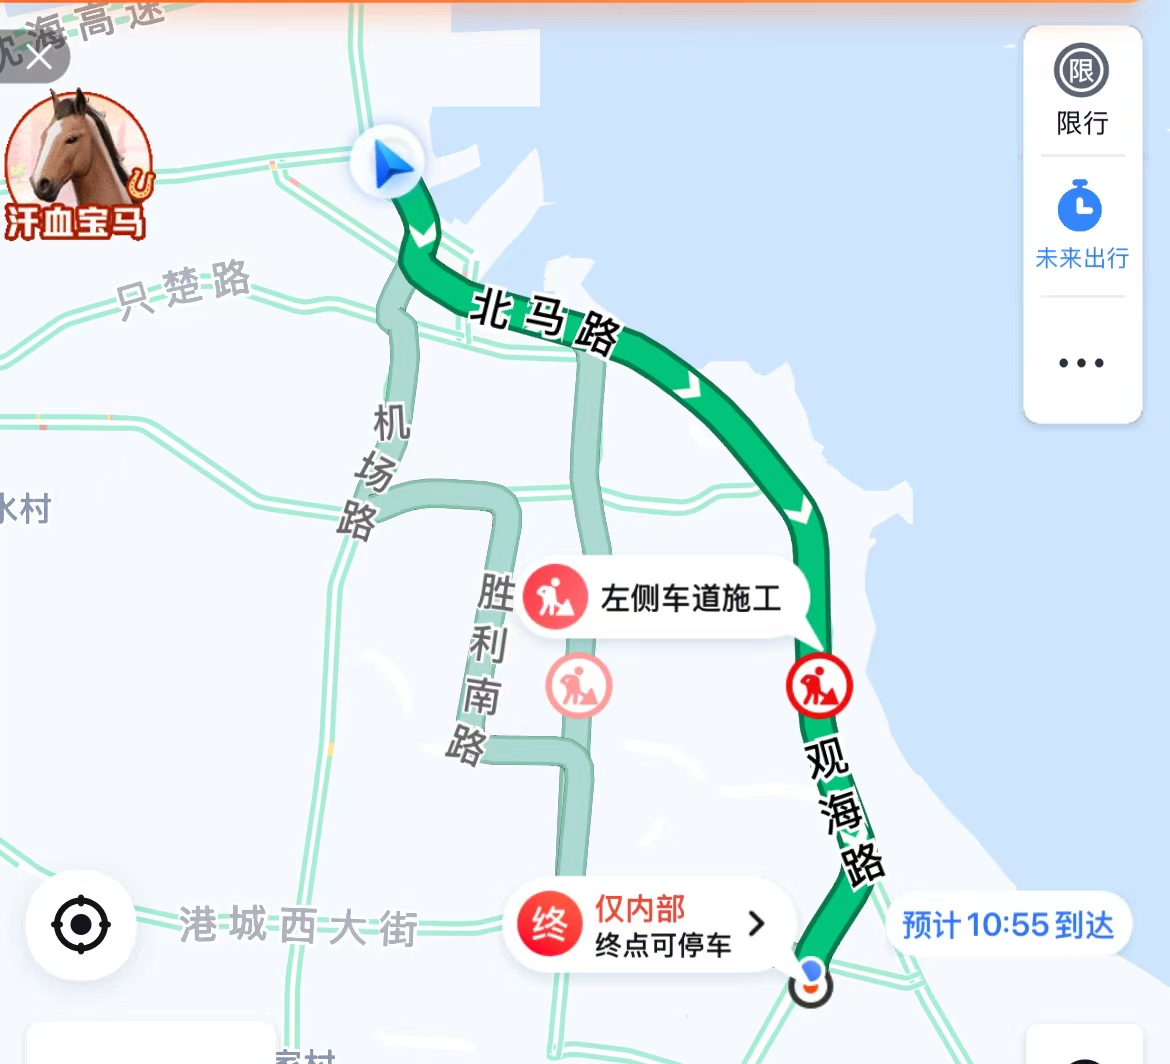 沈海高速
限
限行
汗血宝马
只楚路
未来出行
北马路
机场路
水村
胜利南路
左侧车道施工
观海路
港城西大街
终
仅内部
终点可停车
预计10:55到达
家村